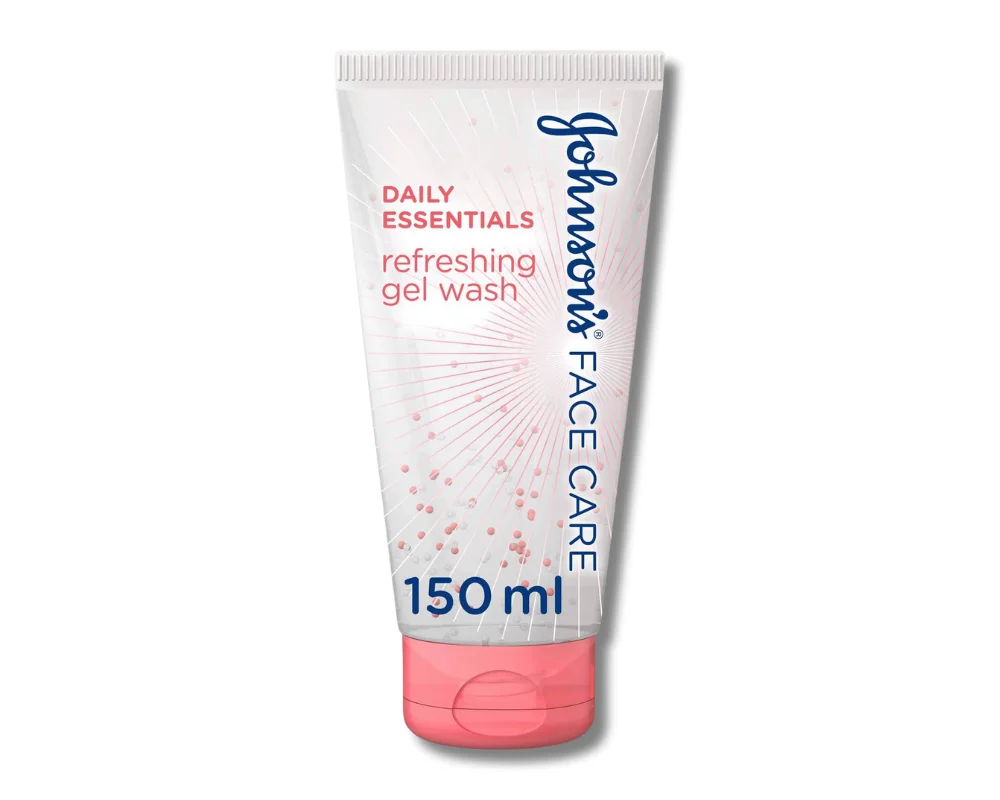 DAILY
ESSENTIALS
refreshing
gel wash
Johnson's® FACE CARE
150 ml